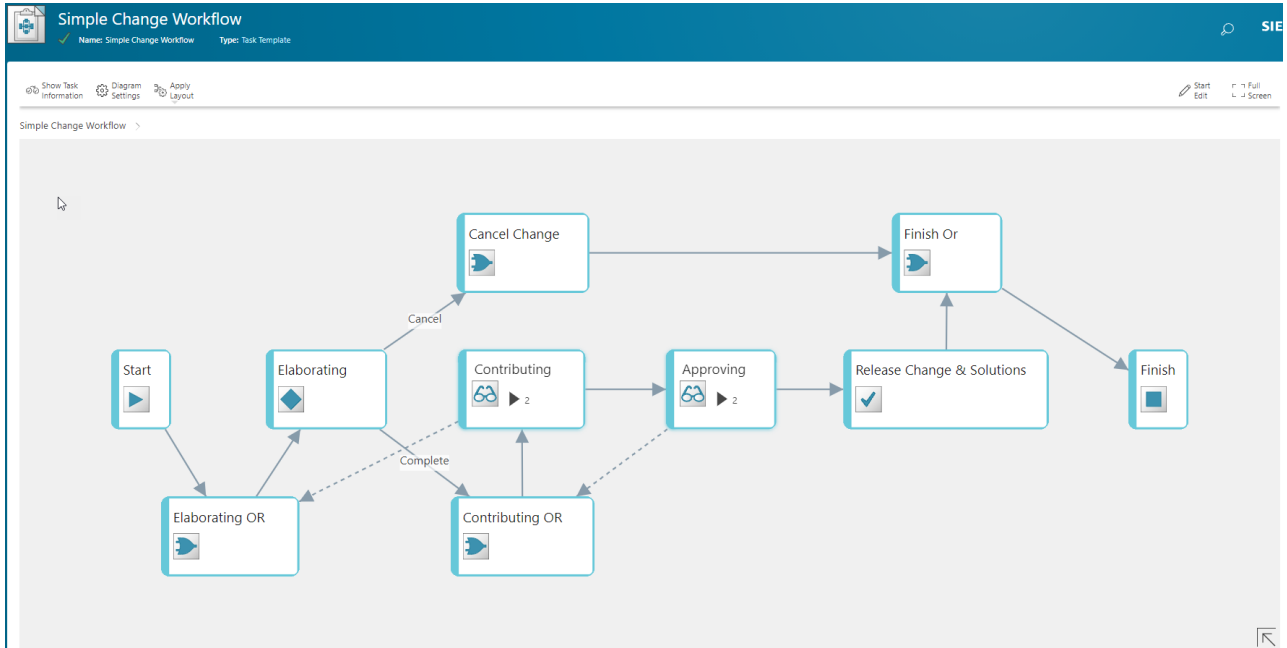 Simple Change Workflow
Name: Simple Change Workflow Type: Task Template
SIE
Show Task Information
Diagram Settings
Apply Layout
Start Edit
Full Screen
Simple Change Workflow
Cancel Change
Finish Or
Cancel
Start
Elaborating
Contributing
2
Approving
2
Release Change & Solutions
Finish
Complete
Elaborating OR
Contributing OR